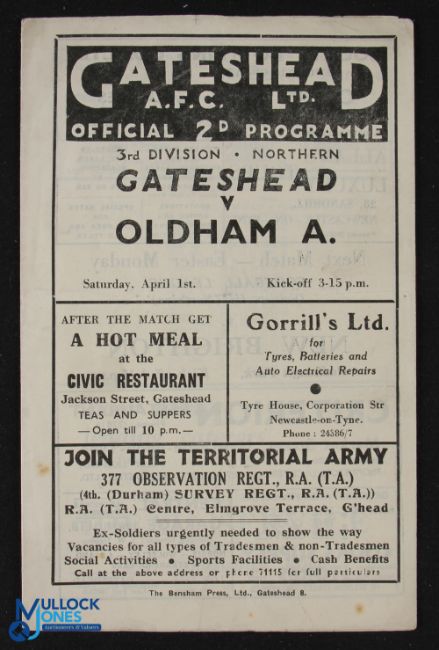 GATESHEAD
A.F.C. LTD.
OFFICIAL 2D PROGRAMME
3rd DIVISION • NORTHERN
GATESHEAD
V
OLDHAM A.
Saturday, April 1st. Kick-off 3-15 p.m.
AFTER THE MATCH GET
A HOT MEAL
at the
CIVIC RESTAURANT
Jackson Street, Gateshead
TEAS AND SUPPERS
—Open till 10 p.m.—
Gorrill's Ltd.
for
Tyres, Batteries and
Auto Electrical Repairs
Tyre House, Corporation Str
Newcastle-on-Tyne.
Phone: 24586/7
JOIN THE TERRITORIAL ARMY
377 OBSERVATION REGT., R.A. (T.A.)
(4th. (Durham) SURVEY REGT., R.A. (T.A.))
R.A. (T.A.) Centre, Elmgrove Terrace, G'head
Ex-Soldiers urgently needed to show the way
Vacancies for all types of Tradesmen & non-Tradesmen
Social Activities • Sports Facilities • Cash Benefits
Call at the above address or phone 71115 for full particulars
The Bensham Press, Ltd., Gateshead 8.
MULLOCK
JONES
Auctioneers & Valuers